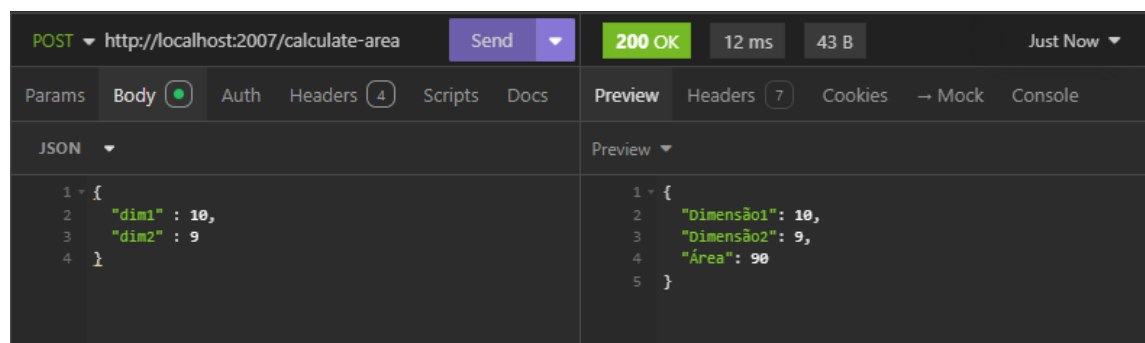 POST http://localhost:2007/calculate-area Send
200 OK 12 ms 43 B Just Now
Params Body Auth Headers 4 Scripts Docs
Preview Headers 7 Cookies → Mock Console
JSON
Preview
1 {
2 "dim1" : 10,
3 "dim2" : 9
4 }
1 {
2 "Dimensão1": 10,
3 "Dimensão2": 9,
4 "Área": 90
5 }